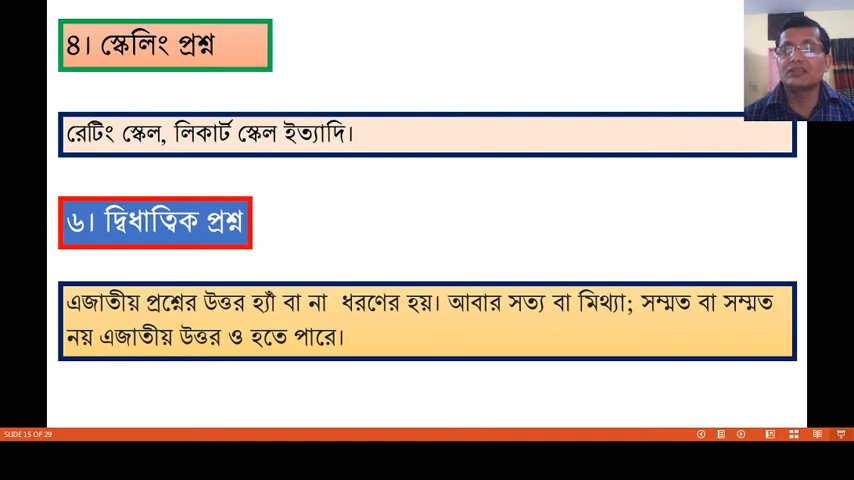 ৪। স্কেলিং প্রশ্ন
রেটিং স্কেল, লিকার্ট স্কেল ইত্যাদি।
৬। দ্বিধাত্বিক প্রশ্ন
এজাতীয় প্রশ্নের উত্তর হ্যাঁ বা না ধরণের হয়। আবার সত্য বা মিথ্যা; সম্মত বা সম্মত
নয় এজাতীয় উত্তর ও হতে পারে।
SLIDE 15 OF 29